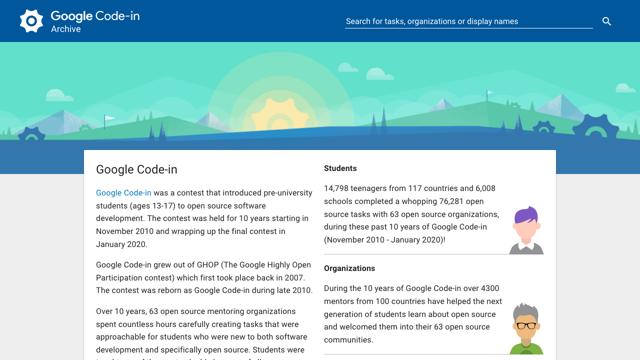 Google Code-in
Archive
Search for tasks, organizations or display names
Google Code-in
Google Code-in was a contest that introduced pre-university
students (ages 13-17) to open source software
development. The contest was held for 10 years starting in
November 2010 and wrapping up the final contest in
January 2020.
Google Code-in grew out of GHOP (The Google Highly Open
Participation contest) which first took place back in 2007.
The contest was reborn as Google Code-in during late 2010.
Over 10 years, 63 open source mentoring organizations
spent countless hours carefully creating tasks that were
approachable for students who were new to both software
development and specifically open source. Students were
Students
14,798 teenagers from 117 countries and 6,008
schools completed a whopping 76,281 open
source tasks with 63 open source organizations,
during these past 10 years of Google Code-in
(November 2010 - January 2020)!
Organizations
During the 10 years of Google Code-in over 4300
mentors from 100 countries have helped the next
generation of students learn about open source
and welcomed them into their 63 open source
communities.